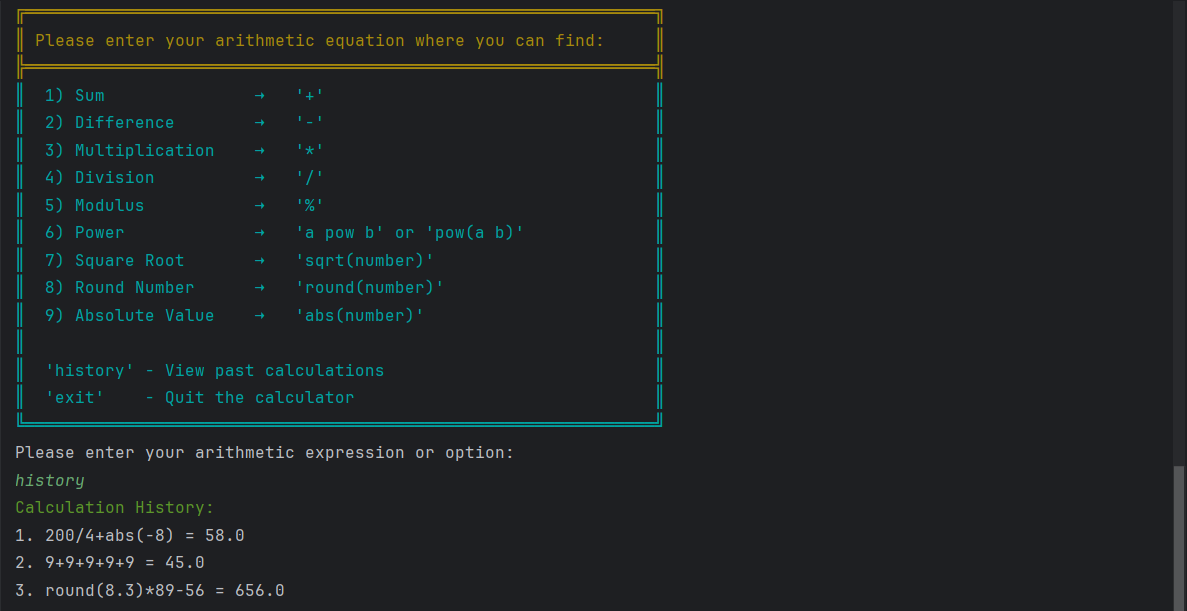 Please enter your arithmetic equation where you can find:
1) Sum → '+'
2) Difference → '-'
3) Multiplication → '*'
4) Division → '/'
5) Modulus → '%'
6) Power → 'a pow b' or 'pow(a b)'
7) Square Root → 'sqrt(number)'
8) Round Number → 'round(number)'
9) Absolute Value → 'abs(number)'
'history' - View past calculations
'exit' - Quit the calculator
Please enter your arithmetic expression or option:
history
Calculation History:
1. 200/4+abs(-8) = 58.0
2. 9+9+9+9+9 = 45.0
3. round(8.3)*89-56 = 656.0